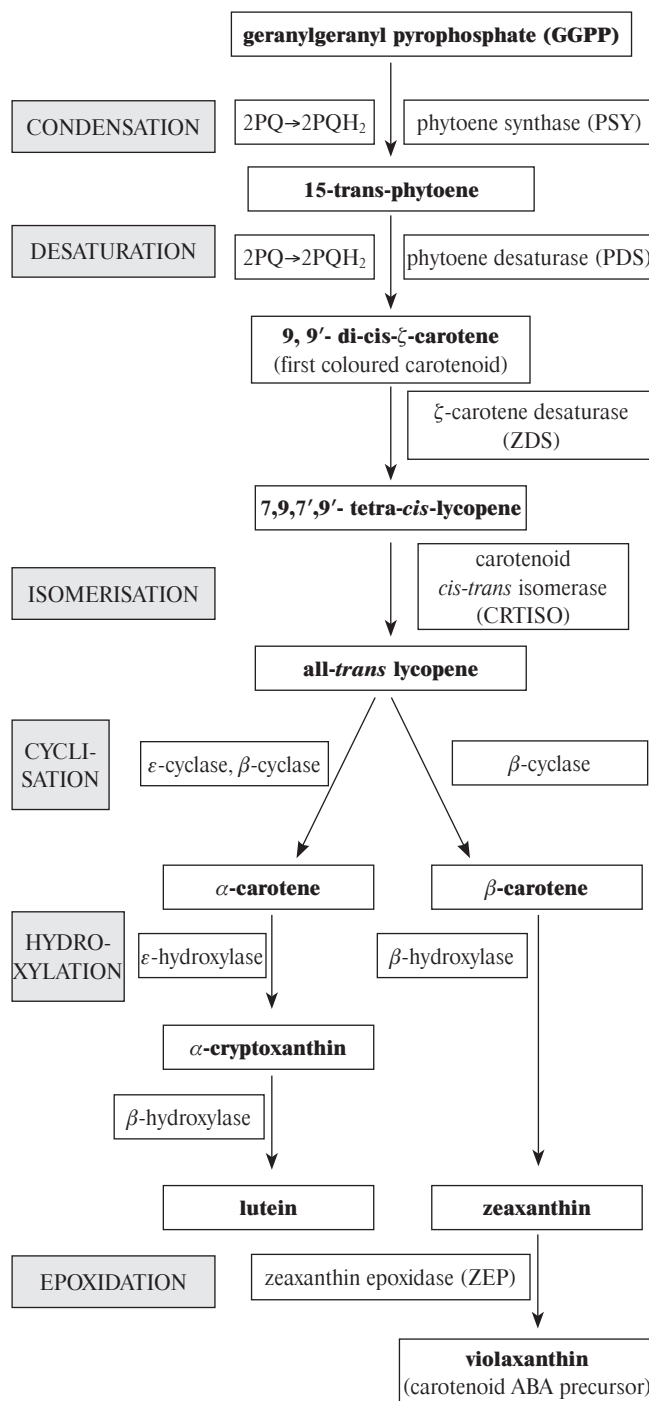 geranylgeranyl pyrophosphate (GGPP)
CONDENSATION
2PQ→2PQH₂
phytoene synthase (PSY)
15-trans-phytoene
DESATURATION
2PQ→2PQH₂
phytoene desaturase (PDS)
9, 9′- di-cis-ζ-carotene
(first coloured carotenoid)
ζ-carotene desaturase
(ZDS)
7,9,7′,9′- tetra-cis-lycopene
ISOMERISATION
carotenoid
cis-trans isomerase
(CRTISO)
all-trans lycopene
CYCLI-
SATION
ε-cyclase, β-cyclase
β-cyclase
α-carotene
β-carotene
HYDRO-
XYLATION
ε-hydroxylase
β-hydroxylase
α-cryptoxanthin
β-hydroxylase
lutein
zeaxanthin
EPOXIDATION
zeaxanthin epoxidase (ZEP)
violaxanthin
(carotenoid ABA precursor)